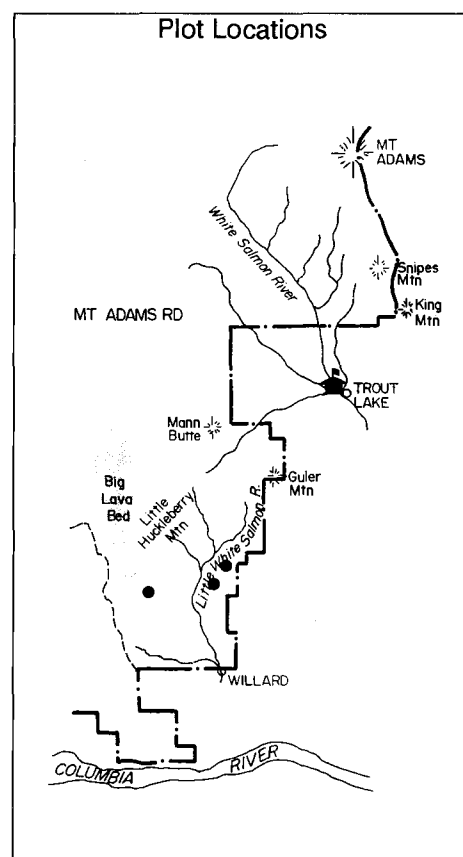 Plot Locations
MT
ADAMS
White Salmon River
Snipes
Mtn
King
Mtn
MT ADAMS RD
TROUT
LAKE
Mann
Butte
Guler
Mtn
Big
Lava
Bed
Little
Huckleberry
Mtn
Little White Salmon R.
WILLARD
COLUMBIA RIVER